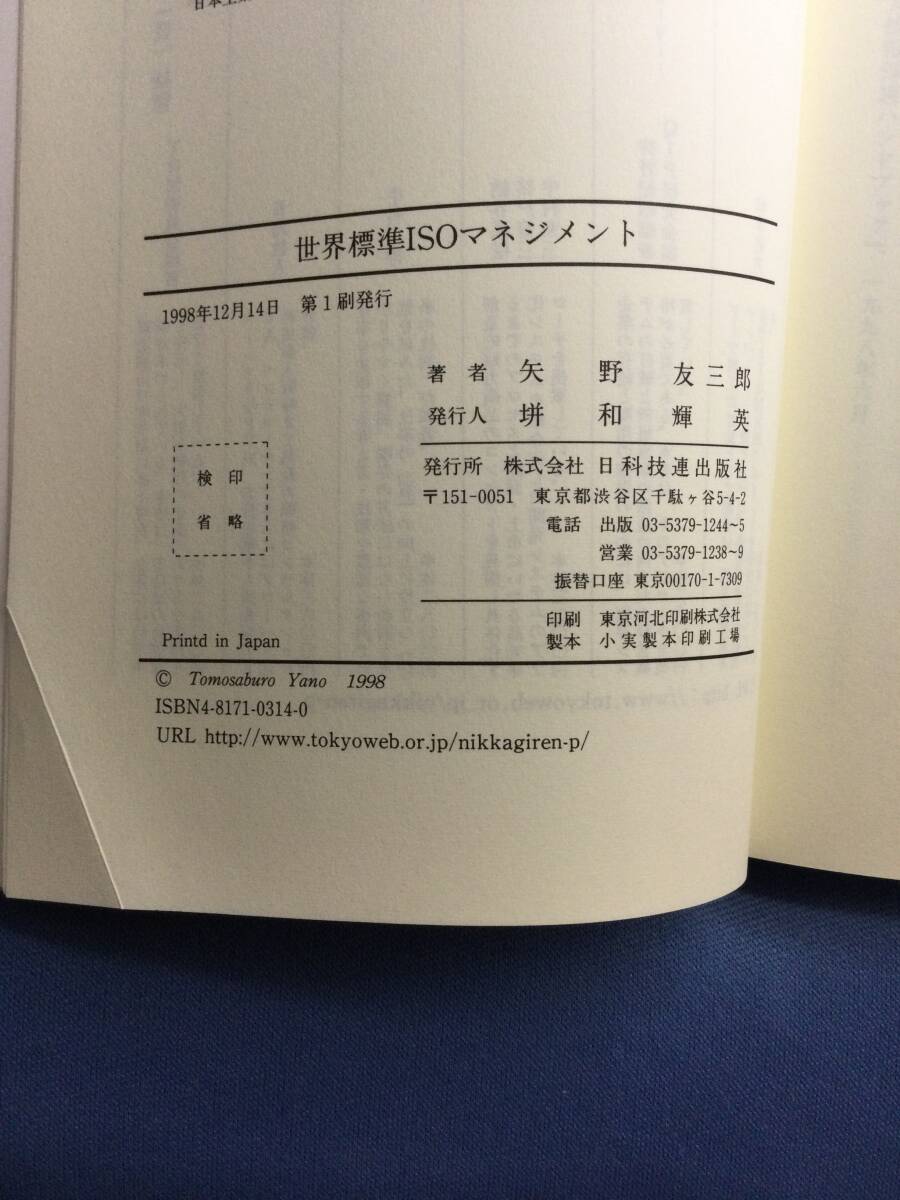 世界標準ISOマネジメント
1998年12月14日 第1刷発行
著者 矢野友三郎
発行人 垪和輝英
検印
省略
発行所 株式会社 日科技連出版社
〒151-0051 東京都渋谷区千駄ヶ谷5-4-2
電話 出版 03-5379-1244〜5
営業 03-5379-1238〜9
振替口座 東京00170-1-7309
印刷 東京河北印刷株式会社
製本 小実製本印刷工場
Printd in Japan
© Tomosaburo Yano 1998
ISBN4-8171-0314-0
URL http://www.tokyoweb.or.jp/nikkagiren-p/